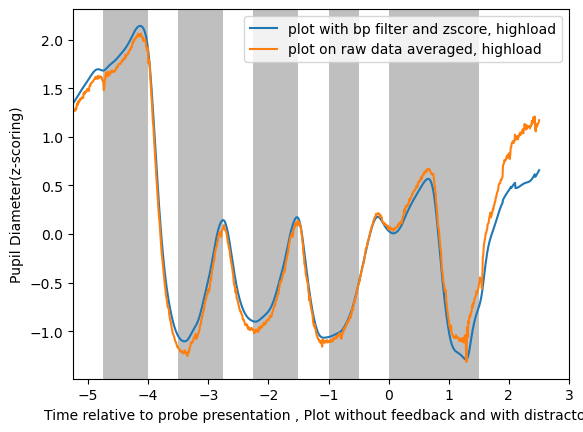 plot with bp filter and zscore, highload
plot on raw data averaged, highload
Pupil Diameter(z-scoring)
2.0
1.5
1.0
0.5
0.0
−0.5
−1.0
−5 −4 −3 −2 −1 0 1 2 3
Time relative to probe presentation , Plot without feedback and with distracto